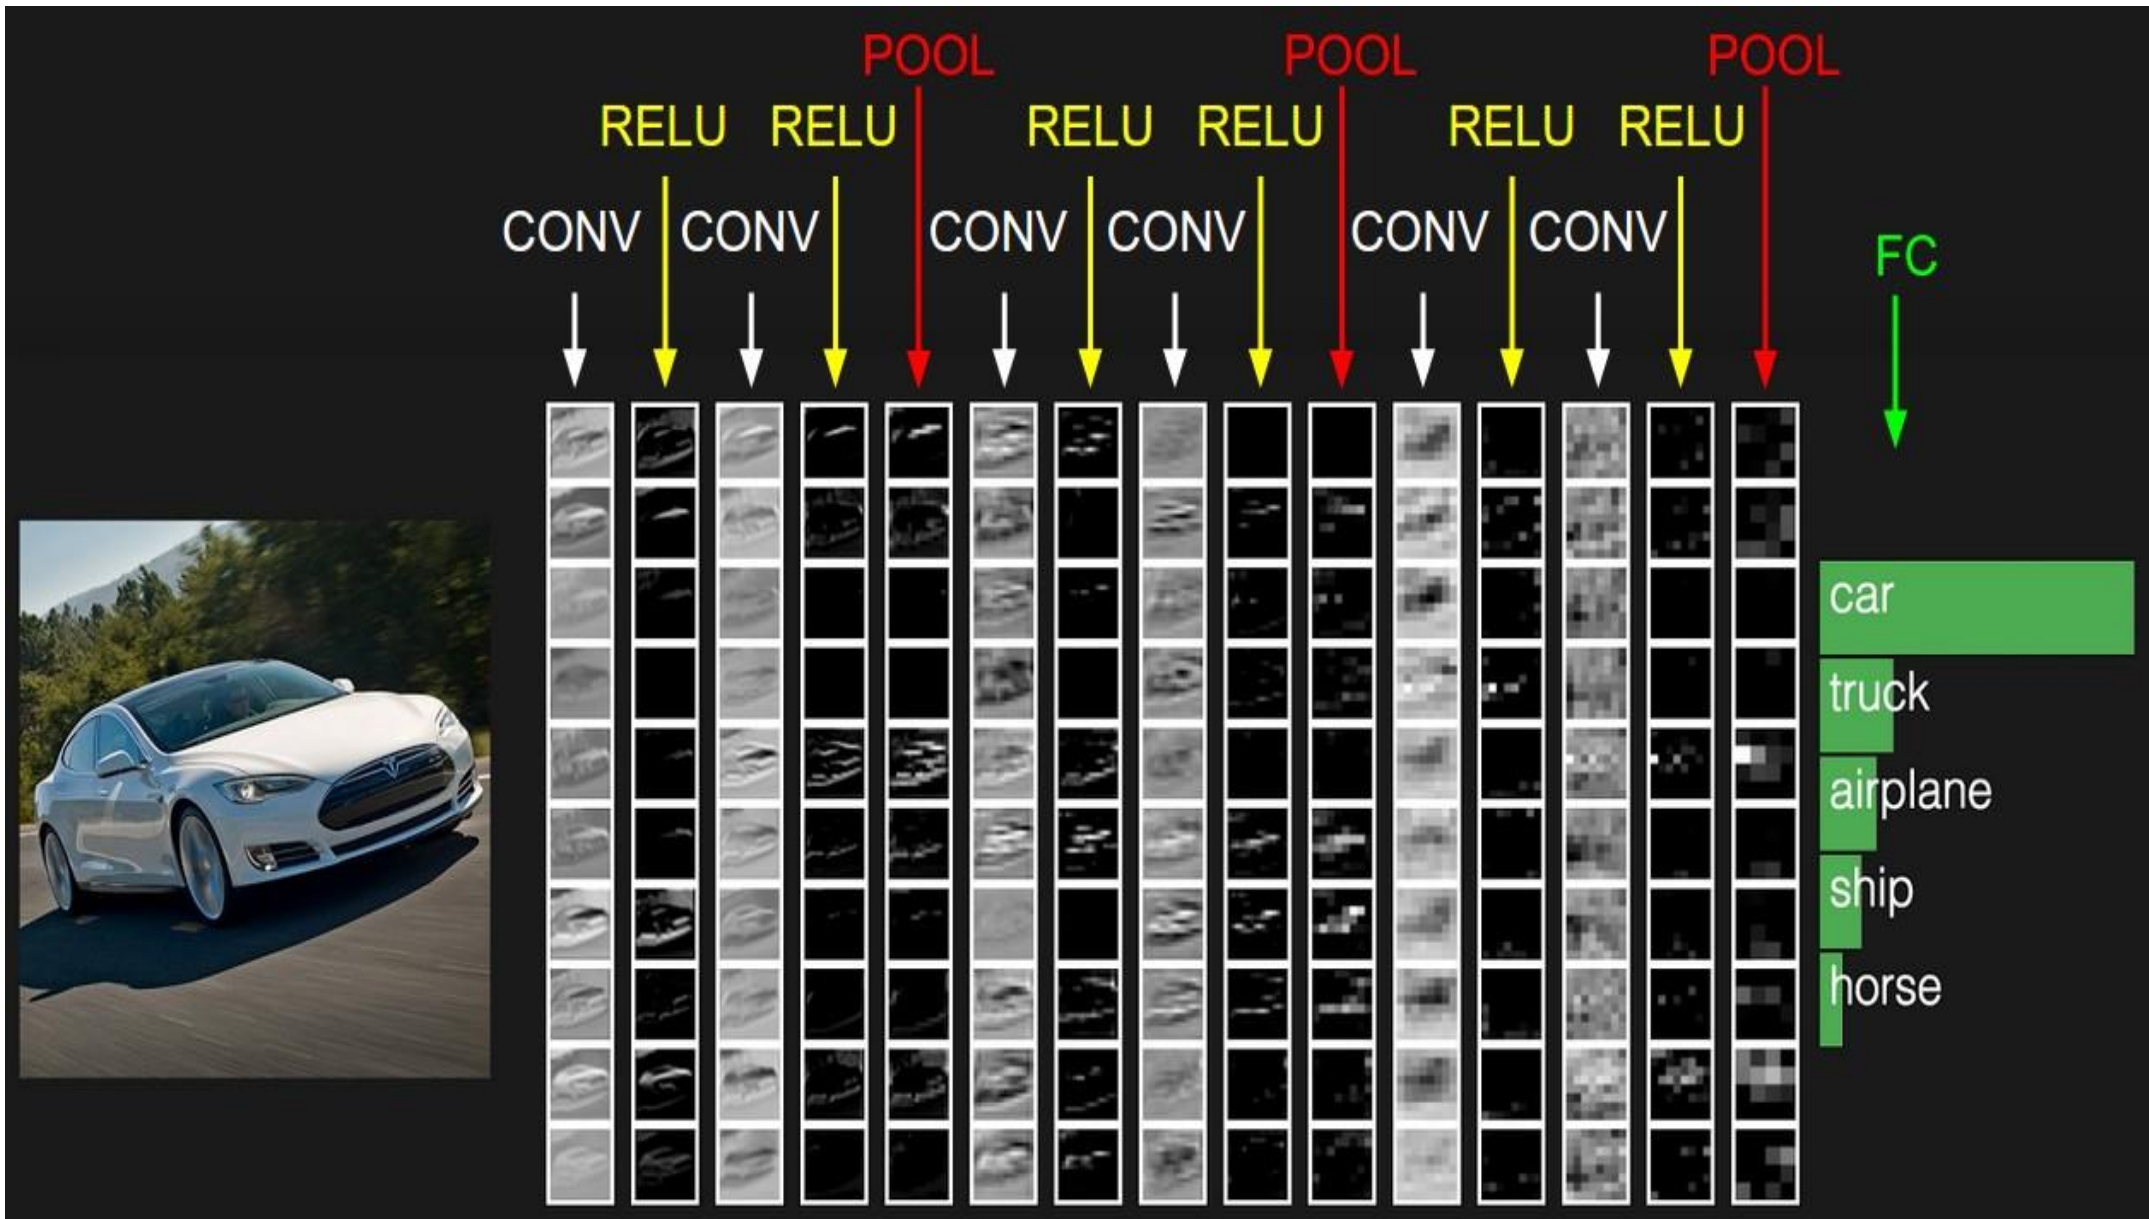 POOL POOL POOL
RELU RELU RELU RELU RELU RELU
CONV CONV CONV CONV CONV CONV
FC
car
truck
airplane
ship
horse